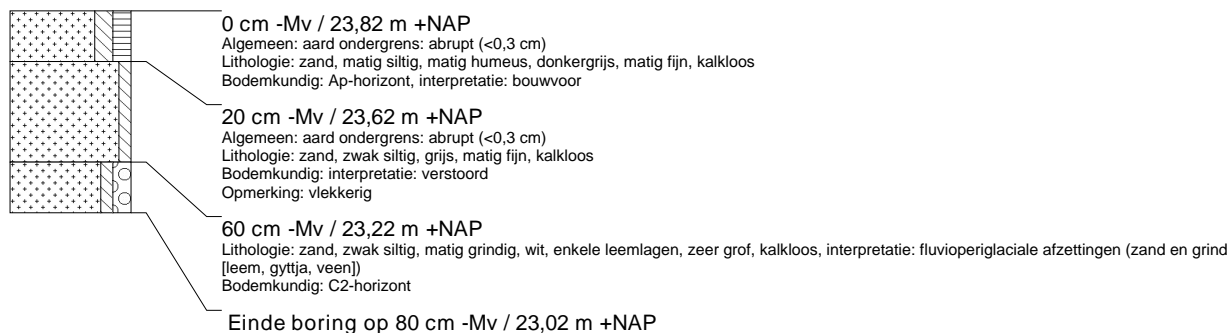 0 cm -Mv / 23,82 m +NAP
Algemeen: aard ondergrens: abrupt (<0,3 cm)
Lithologie: zand, matig siltig, matig humeus, donkergrijs, matig fijn, kalkloos
Bodemkundig: Ap-horizont, interpretatie: bouwvoor
20 cm -Mv / 23,62 m +NAP
Algemeen: aard ondergrens: abrupt (<0,3 cm)
Lithologie: zand, zwak siltig, grijs, matig fijn, kalkloos
Bodemkundig: interpretatie: verstoord
Opmerking: vlekkerig
60 cm -Mv / 23,22 m +NAP
Lithologie: zand, zwak siltig, matig grindig, wit, enkele leemlagen, zeer grof, kalkloos, interpretatie: fluvioperiglaciale afzettingen (zand en grind
[leem, gyttja, veen])
Bodemkundig: C2-horizont
Einde boring op 80 cm -Mv / 23,02 m +NAP